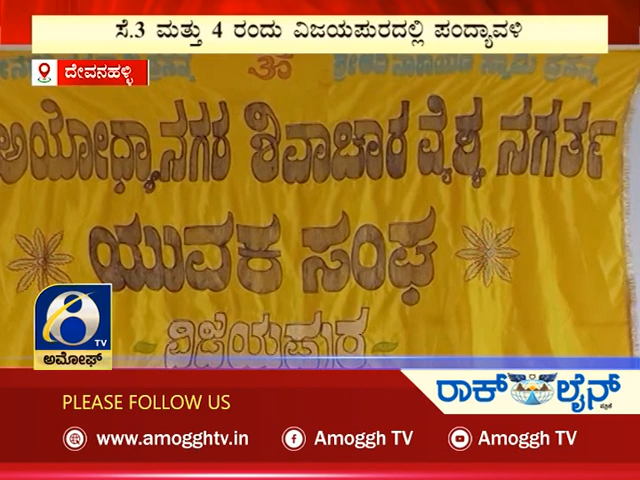 ಸೆ.3 ಮತ್ತು 4 ರಂದು ವಿಜಯಪುರದಲ್ಲಿ ಪಂದ್ಯಾವಳಿ
ದೇವನಹಳ್ಳಿ
ಓಂ
ಅಯೋಧ್ಯಾನಗರ ಶಿವಾಚಾರ ವೈಶ್ಯ ನಗರ್ತ
ಯುವಕ ಸಂಘ
ವಿಜಯಪುರ
TV
ಅಮೋಘ್
ರಾಕ್ ಲೈನ್
PLEASE FOLLOW US
www.amogghtv.in
Amoggh TV
Amoggh TV